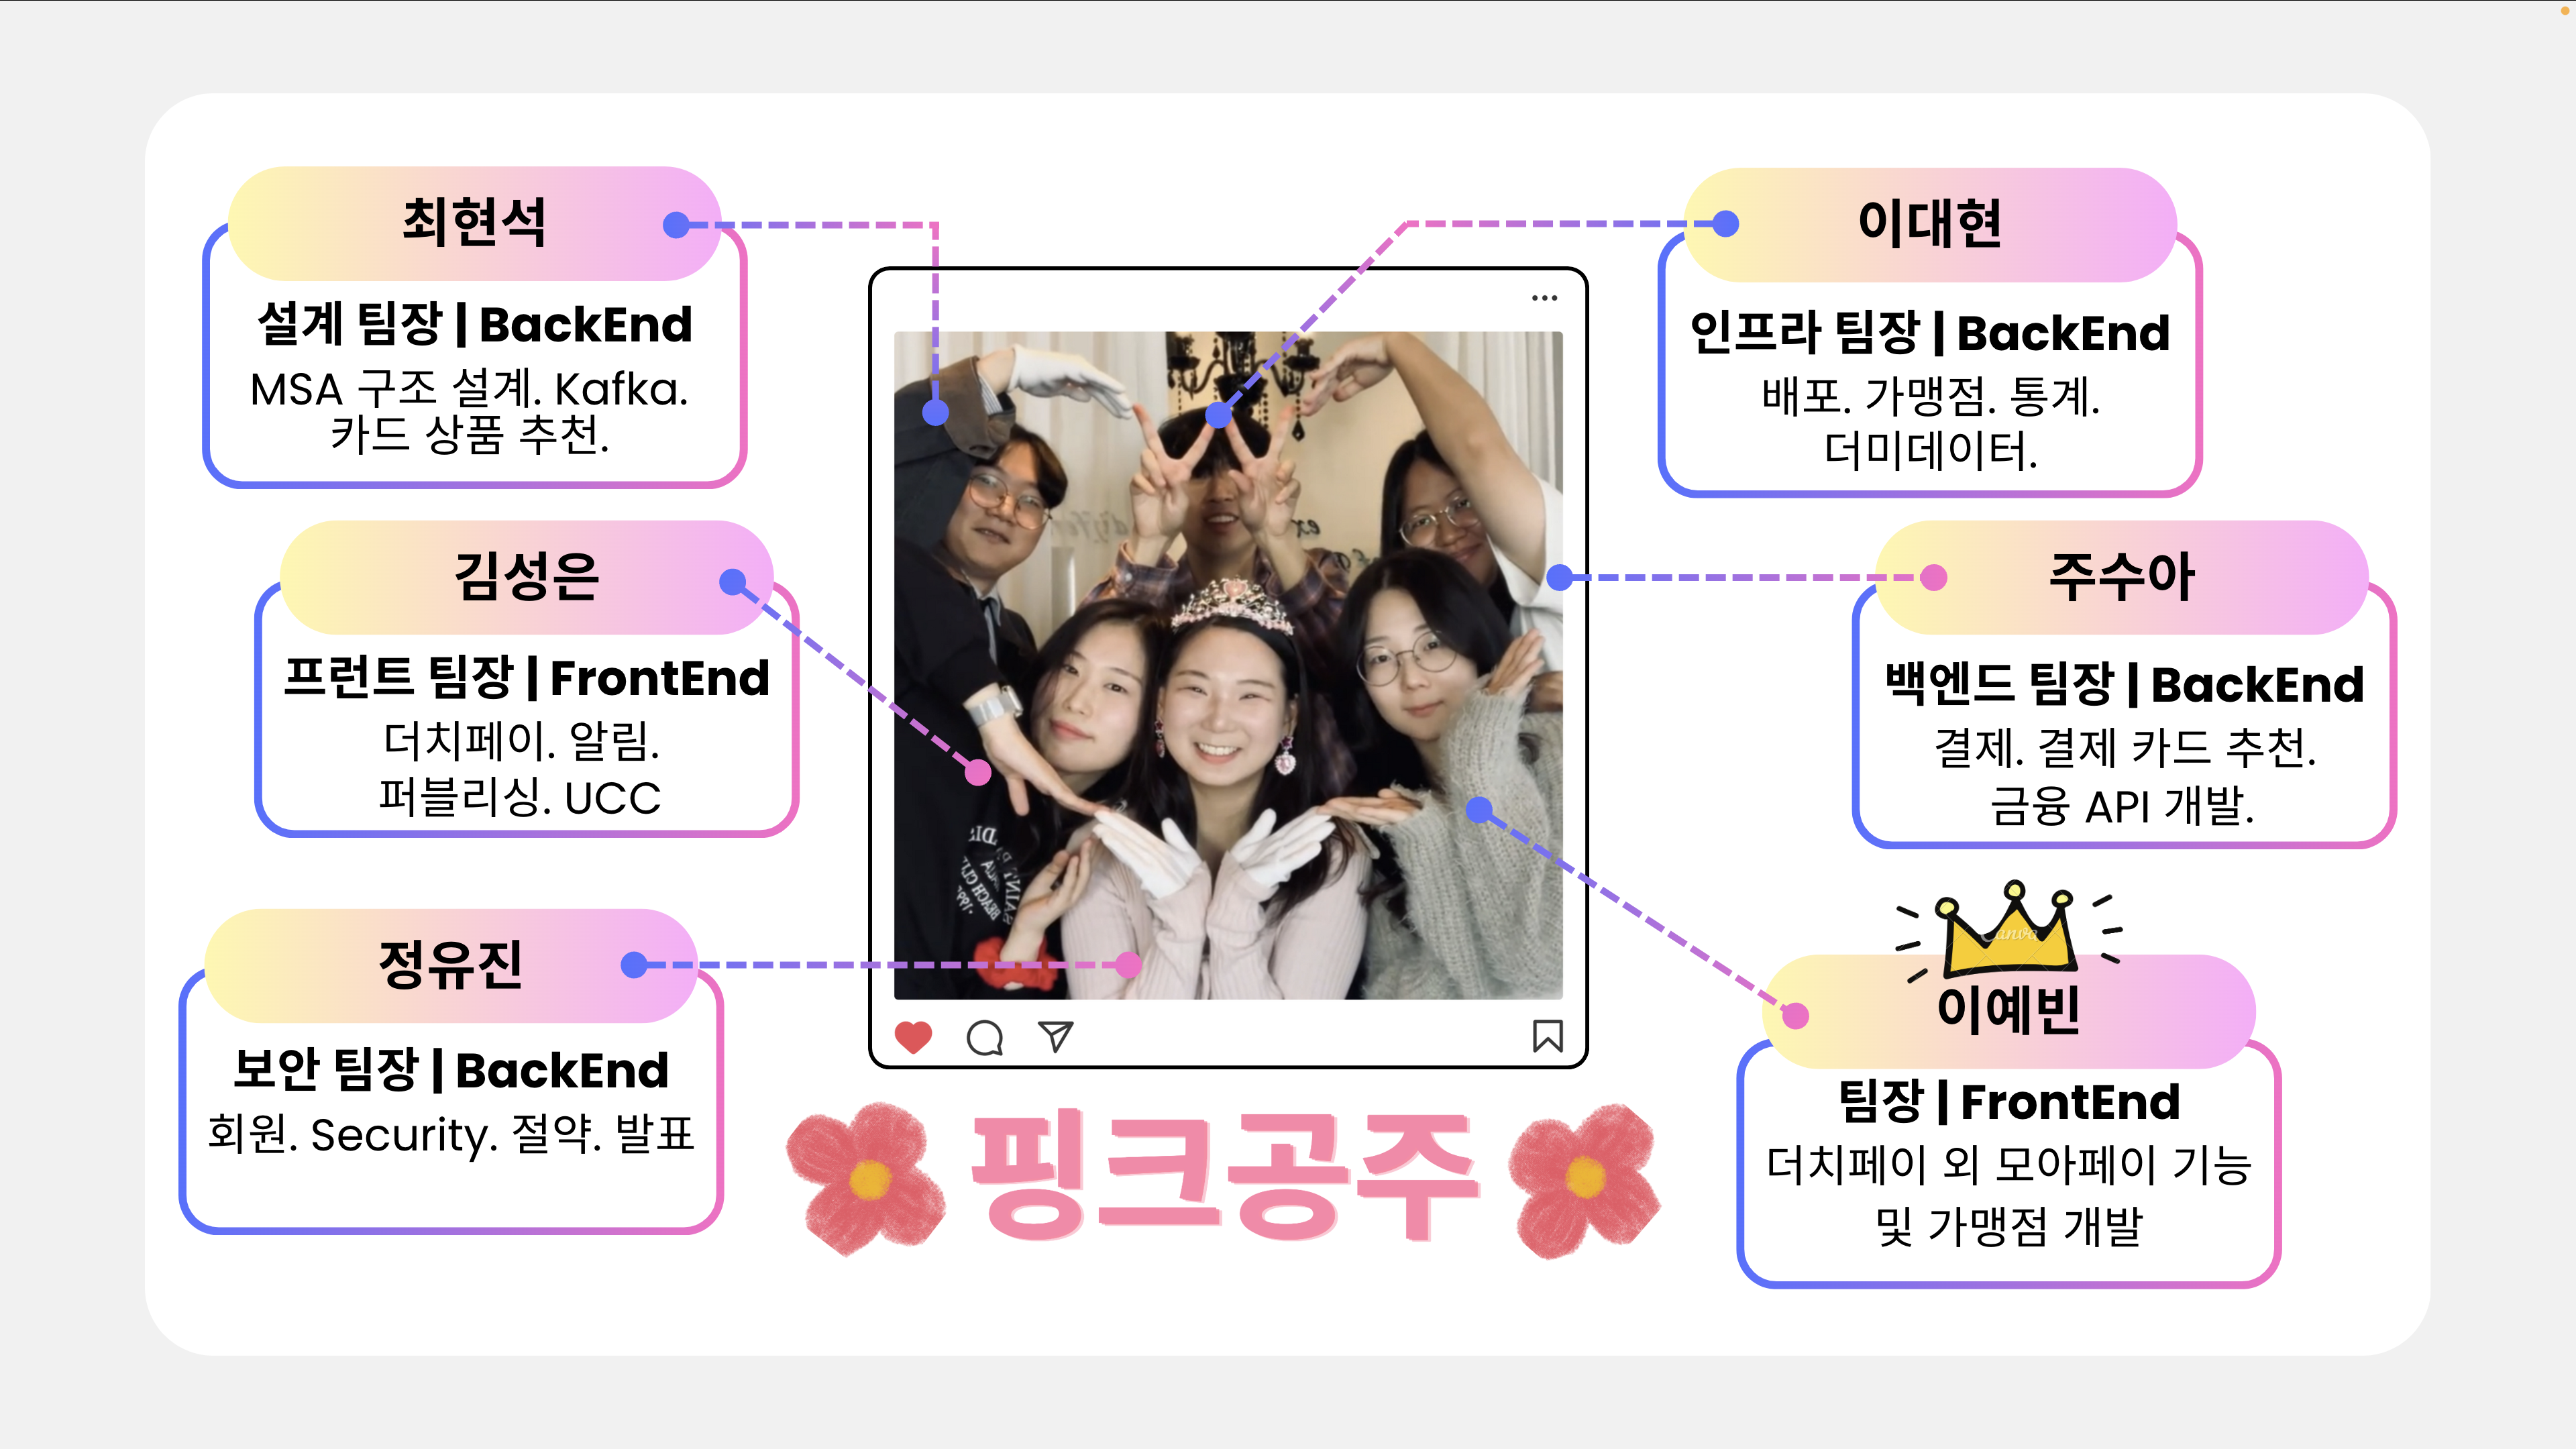 최현석
설계 팀장 | BackEnd
MSA 구조 설계. Kafka.
카드 상품 추천.
김성은
프런트 팀장 | FrontEnd
더치페이. 알림.
퍼블리싱. UCC
정유진
보안 팀장 | BackEnd
회원. Security. 절약. 발표
이대현
인프라 팀장 | BackEnd
배포. 가맹점. 통계.
더미데이터.
주수아
백엔드 팀장 | BackEnd
결제. 결제 카드 추천.
금융 API 개발.
Canva
이예빈
팀장 | FrontEnd
더치페이 외 모아페이 기능
및 가맹점 개발
핑크공주